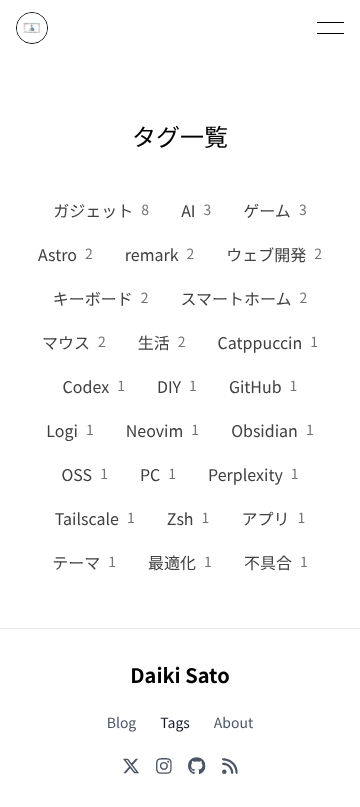 タグ一覧
ガジェット 8 AI 3 ゲーム 3
Astro 2 remark 2 ウェブ開発 2
キーボード 2 スマートホーム 2
マウス 2 生活 2 Catppuccin 1
Codex 1 DIY 1 GitHub 1
Logi 1 Neovim 1 Obsidian 1
OSS 1 PC 1 Perplexity 1
Tailscale 1 Zsh 1 アプリ 1
テーマ 1 最適化 1 不具合 1
Daiki Sato
Blog Tags About